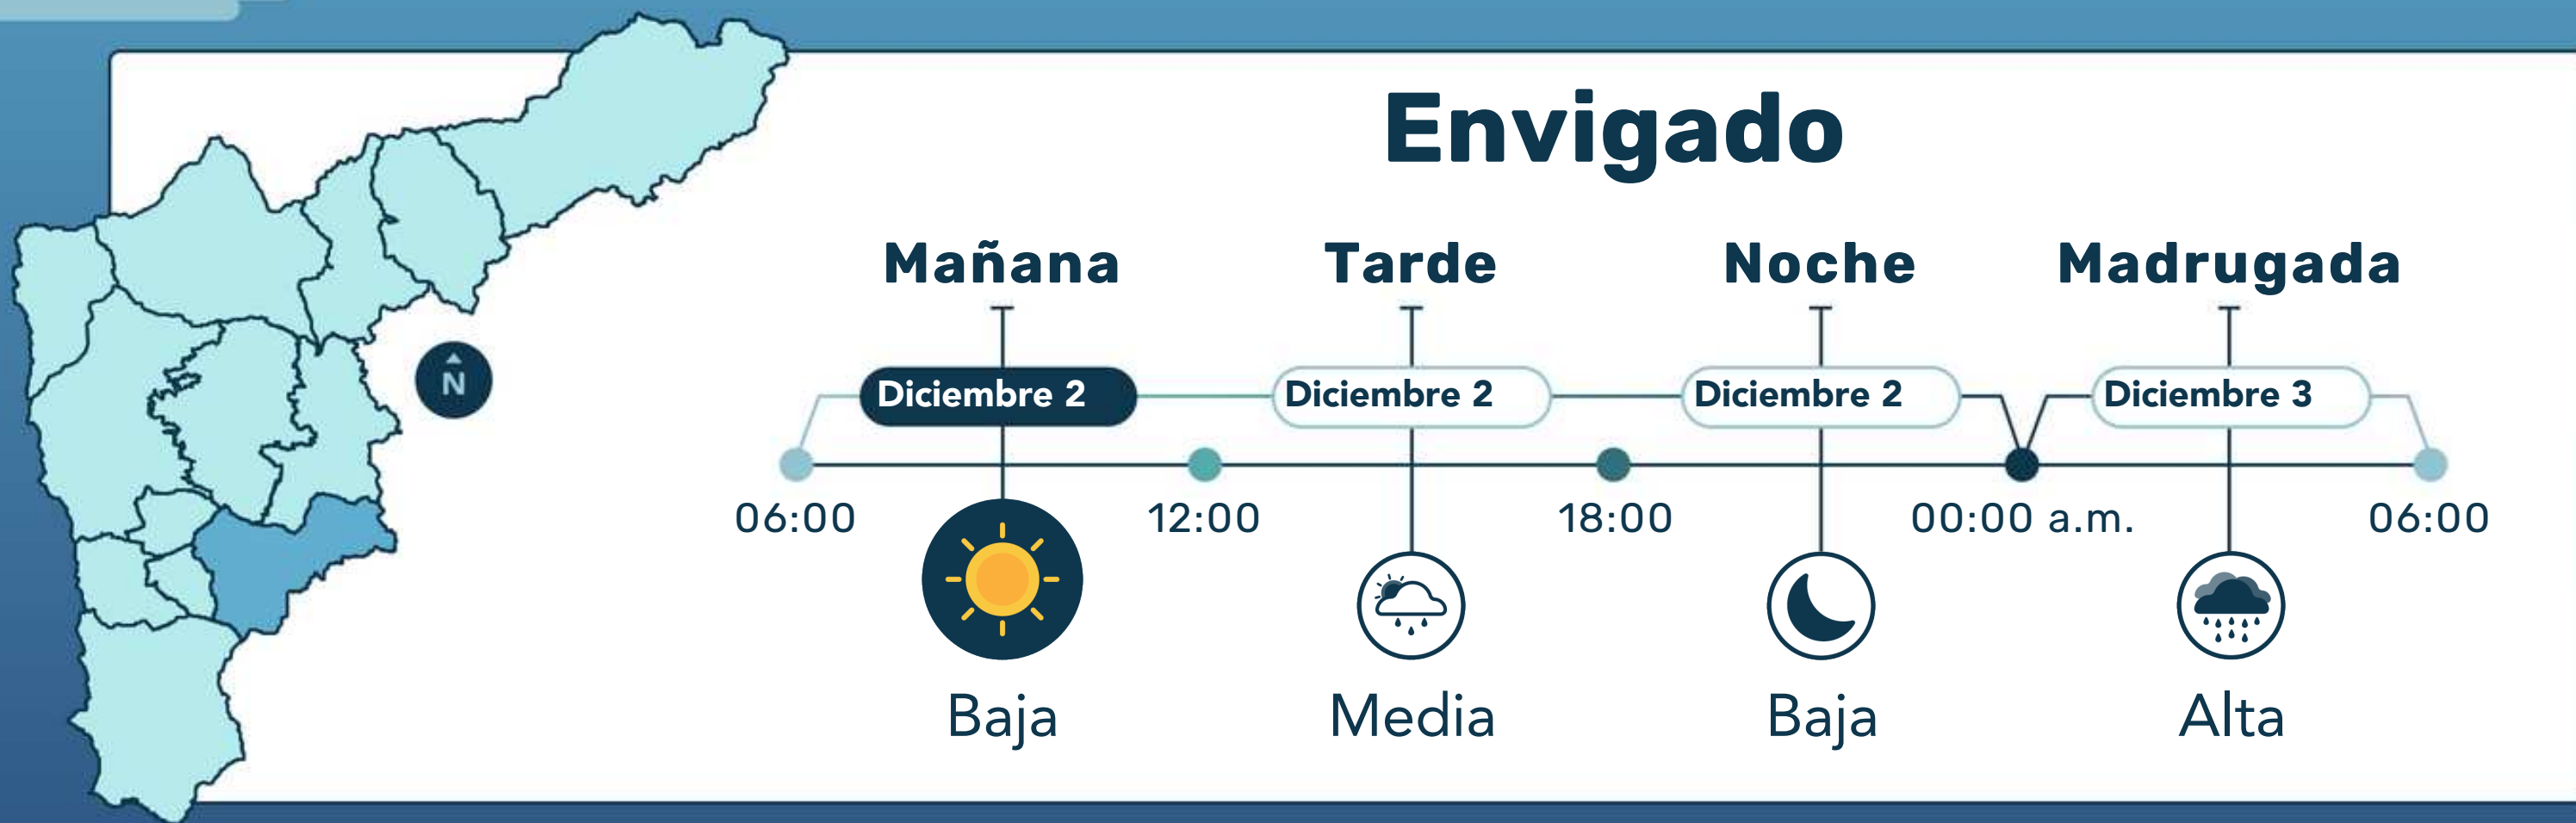 Envigado
Mañana Tarde Noche Madrugada
N
Diciembre 2 Diciembre 2 Diciembre 2 Diciembre 3
06:00 12:00 18:00 00:00 a.m. 06:00
Baja Media Baja Alta